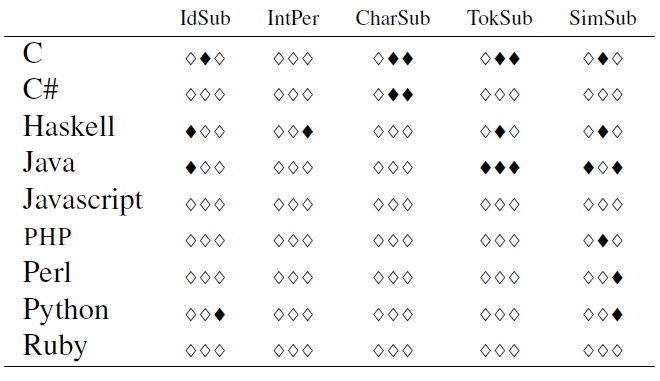 IdSub IntPer CharSub TokSub SimSub
C ◇◆◇ ◇◇◇ ◇◆◆ ◇◆◆ ◇◆◇
C# ◇◇◇ ◇◇◇ ◇◆◆ ◇◇◇ ◇◇◇
Haskell ◆◇◇ ◇◇◆ ◇◇◇ ◇◆◇ ◇◆◇
Java ◆◇◇ ◇◇◇ ◇◇◇ ◆◆◆ ◆◇◆
Javascript ◇◇◇ ◇◇◇ ◇◇◇ ◇◇◇ ◇◇◇
PHP ◇◇◇ ◇◇◇ ◇◇◇ ◇◇◇ ◇◆◇
Perl ◇◇◇ ◇◇◇ ◇◇◇ ◇◇◇ ◇◇◆
Python ◇◇◆ ◇◇◇ ◇◇◇ ◇◇◇ ◇◇◆
Ruby ◇◇◇ ◇◇◇ ◇◇◇ ◇◇◇ ◇◇◇